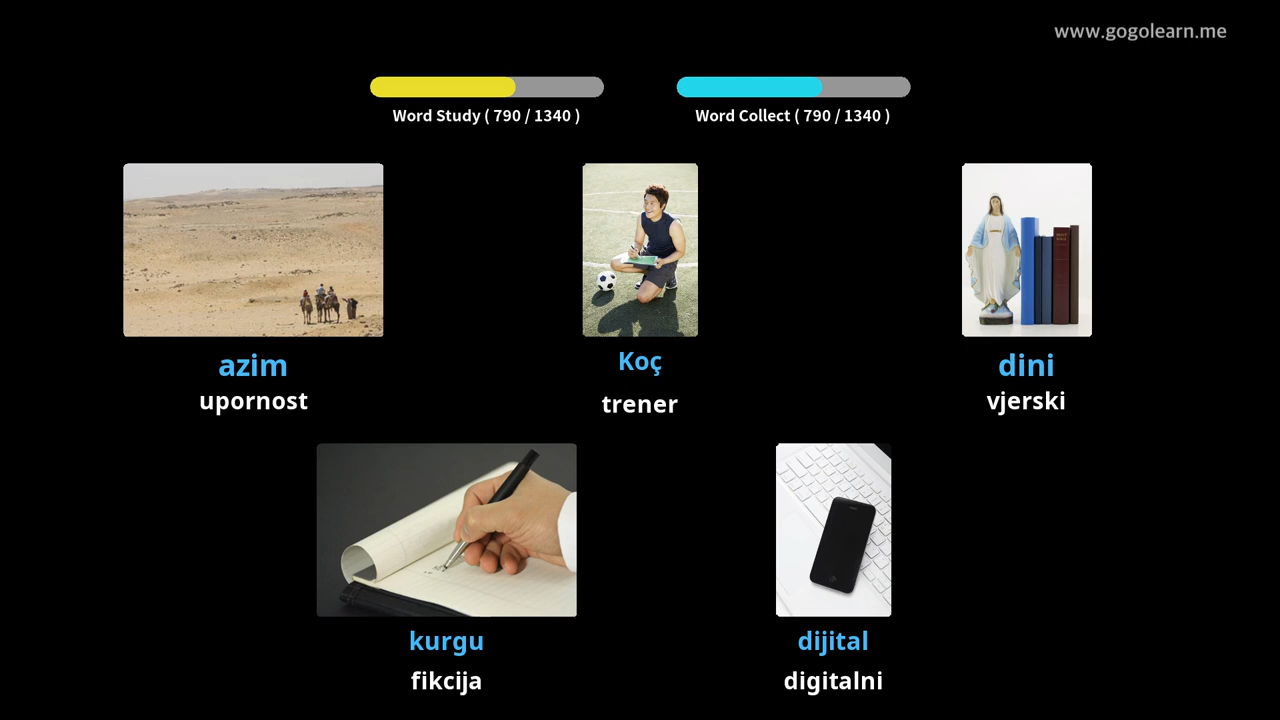 www.gogolearn.me
Word Study ( 790 / 1340 )
Word Collect ( 790 / 1340 )
azim
upornost
Koç
trener
dini
vjerski
kurgu
fikcija
dijital
digitalni